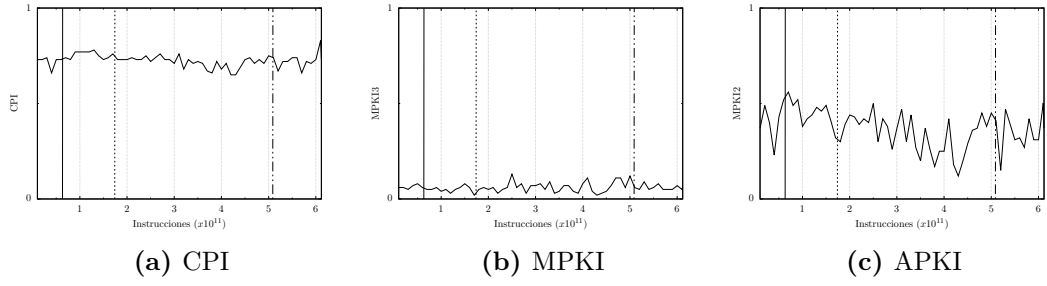 1
CPI
0
1 2 3 4 5 6
Instrucciones (x10^11)
(a) CPI
1
MPKI3
0
1 2 3 4 5 6
Instrucciones (x10^11)
(b) MPKI
1
MPKI2
0
1 2 3 4 5 6
Instrucciones (x10^11)
(c) APKI